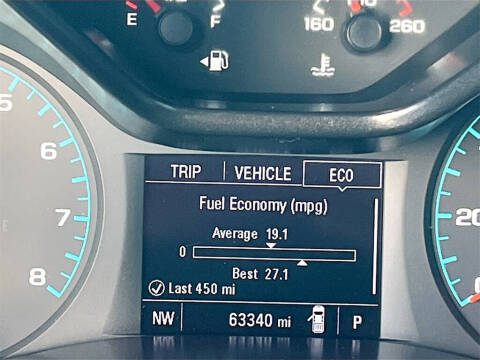 E F 160 260
5
6
7
8
TRIP VEHICLE ECO
Fuel Economy (mpg)
Average 19.1
0
Best 27.1
Last 450 mi
NW 63340 mi P